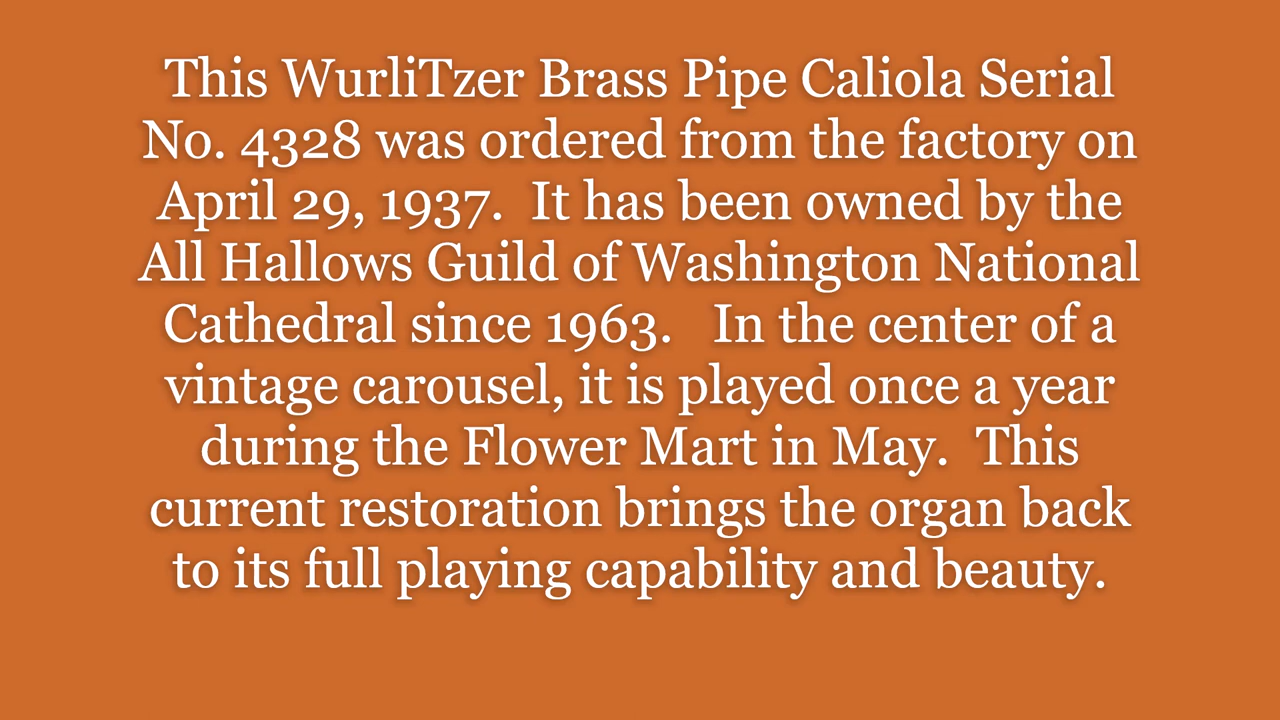 This WurliTzer Brass Pipe Caliola Serial
No. 4328 was ordered from the factory on
April 29, 1937.  It has been owned by the
All Hallows Guild of Washington National
Cathedral since 1963.   In the center of a
vintage carousel, it is played once a year
during the Flower Mart in May.  This
current restoration brings the organ back
to its full playing capability and beauty.